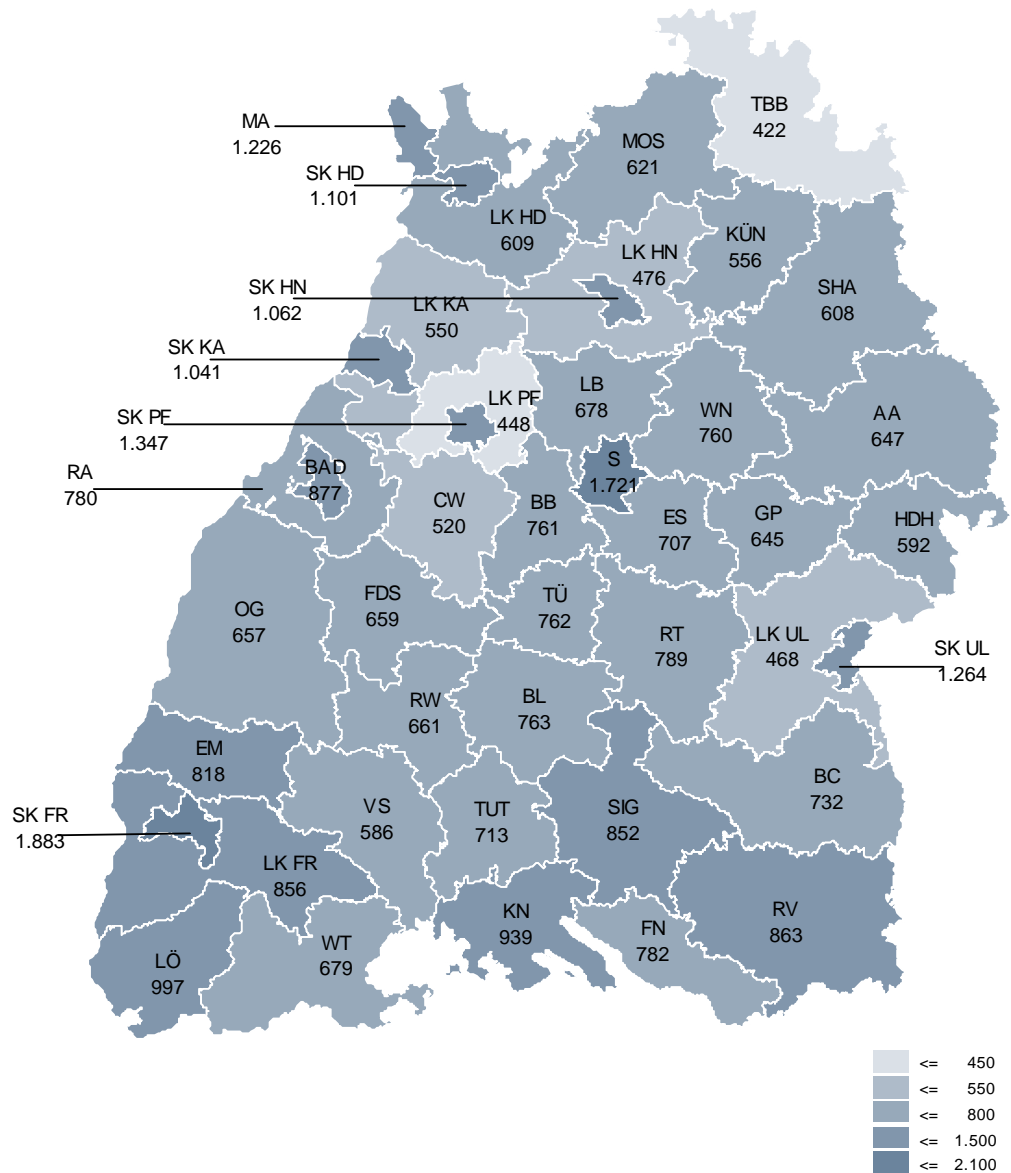 TBB
422
MA
1.226
MOS
621
SK HD
1.101
LK HD
609
KÜN
556
LK HN
476
SHA
608
SK HN
1.062
LK KA
550
SK KA
1.041
LB
678
LK PF
448
WN
760
AA
647
SK PF
1.347
S
1.721
BAD
877
RA
780
CW
520
BB
761
ES
707
GP
645
HDH
592
OG
657
FDS
659
TÜ
762
RT
789
LK UL
468
SK UL
1.264
RW
661
BL
763
EM
818
BC
732
SK FR
1.883
VS
586
TUT
713
SIG
852
LK FR
856
KN
939
RV
863
FN
782
WT
679
LÖ
997
<= 450
<= 550
<= 800
<= 1.500
<= 2.100